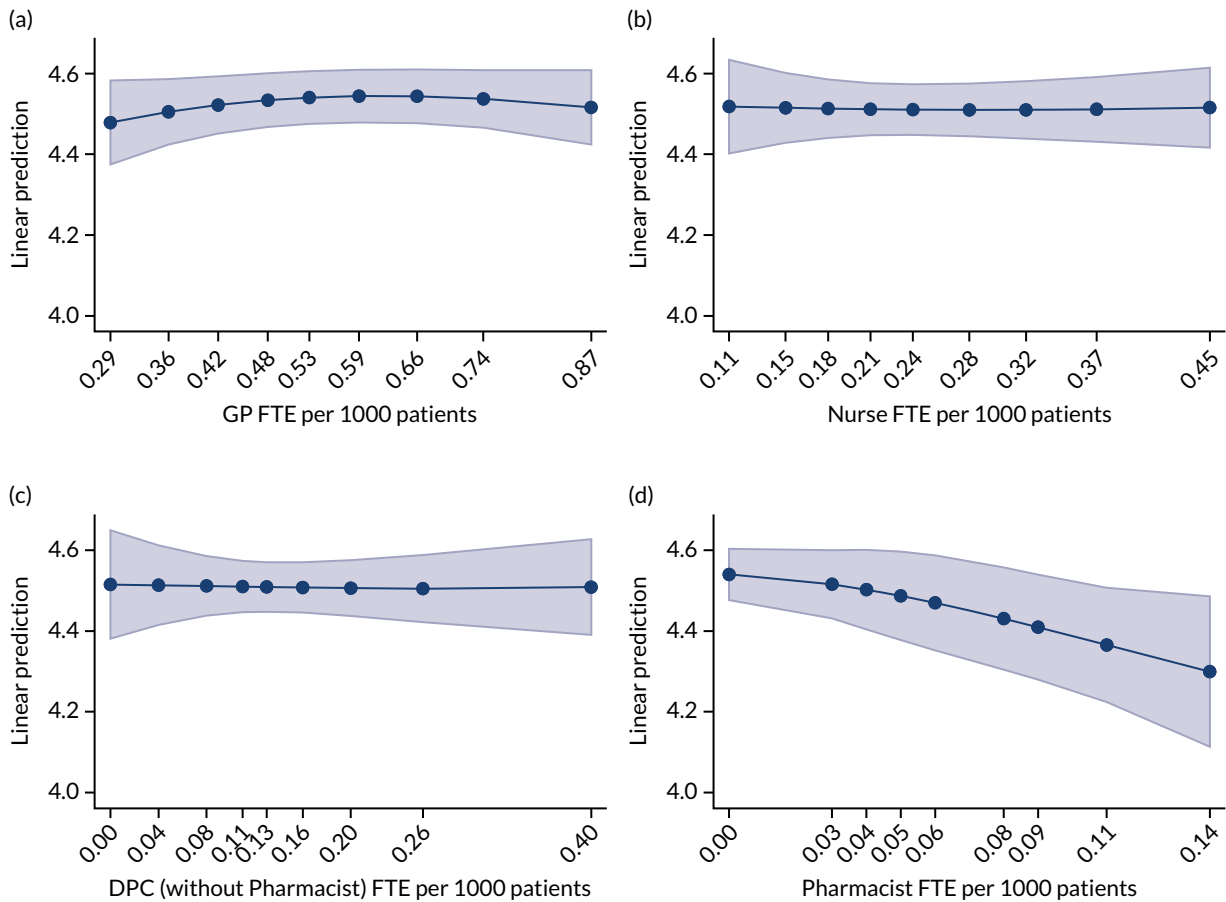 (a)
Linear prediction
4.6
4.4
4.2
4.0
0.29 0.36 0.42 0.48 0.53 0.59 0.66 0.74 0.87
GP FTE per 1000 patients
(b)
Linear prediction
4.6
4.4
4.2
4.0
0.11 0.15 0.18 0.21 0.24 0.28 0.32 0.37 0.45
Nurse FTE per 1000 patients
(c)
Linear prediction
4.6
4.4
4.2
4.0
0.00 0.04 0.08 0.11 0.13 0.16 0.20 0.26 0.40
DPC (without Pharmacist) FTE per 1000 patients
(d)
Linear prediction
4.6
4.4
4.2
4.0
0.00 0.03 0.04 0.05 0.06 0.08 0.09 0.11 0.14
Pharmacist FTE per 1000 patients